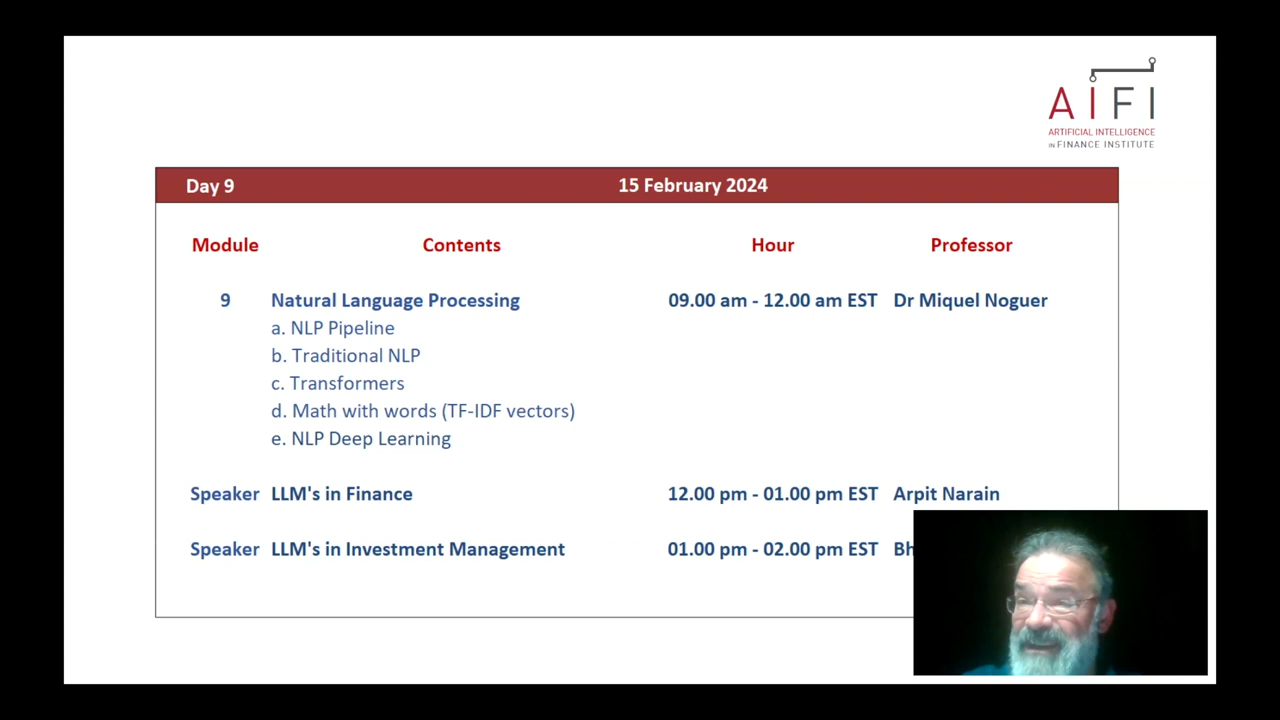 AIFI
ARTIFICIAL INTELLIGENCE
IN FINANCE INSTITUTE
Day 9 15 February 2024
Module Contents Hour Professor
9 Natural Language Processing 09.00 am - 12.00 am EST Dr Miquel Noguer
a. NLP Pipeline
b. Traditional NLP
c. Transformers
d. Math with words (TF-IDF vectors)
e. NLP Deep Learning
Speaker LLM's in Finance 12.00 pm - 01.00 pm EST Arpit Narain
Speaker LLM's in Investment Management 01.00 pm - 02.00 pm EST